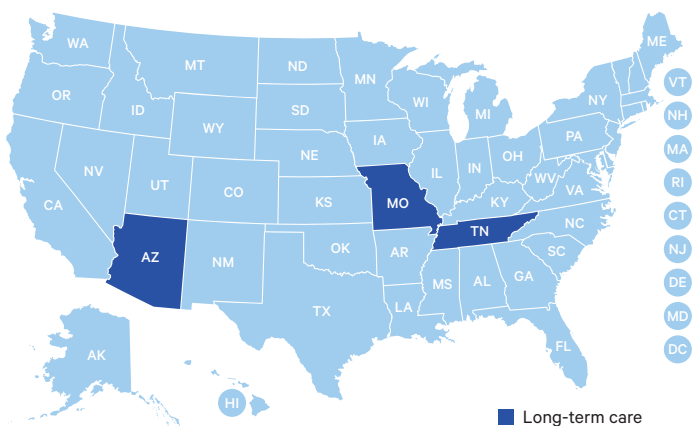 WA
MT
ND
MN
ME
OR
ID
WY
SD
WI
MI
NY
VT
NH
NV
UT
CO
NE
IA
IL
IN
OH
PA
MA
CA
KS
MO
KY
WV
VA
RI
AZ
NM
OK
AR
TN
NC
CT
TX
LA
MS
AL
GA
SC
NJ
DE
AK
FL
MD
HI
DC
Long-term care